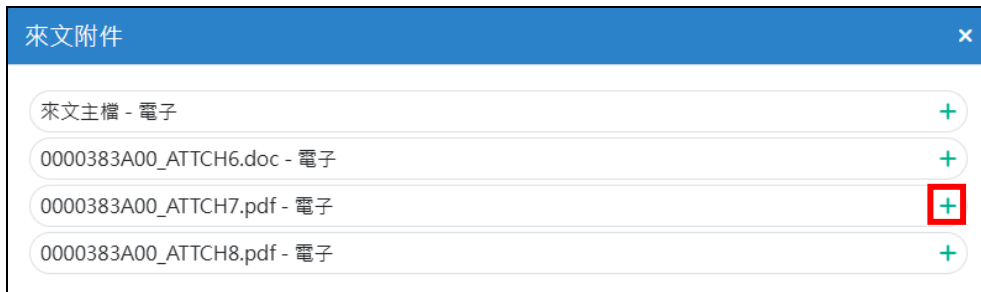 來文附件 ×
來文主檔 - 電子 +
0000383A00_ATTCH6.doc - 電子 +
0000383A00_ATTCH7.pdf - 電子 +
0000383A00_ATTCH8.pdf - 電子 +